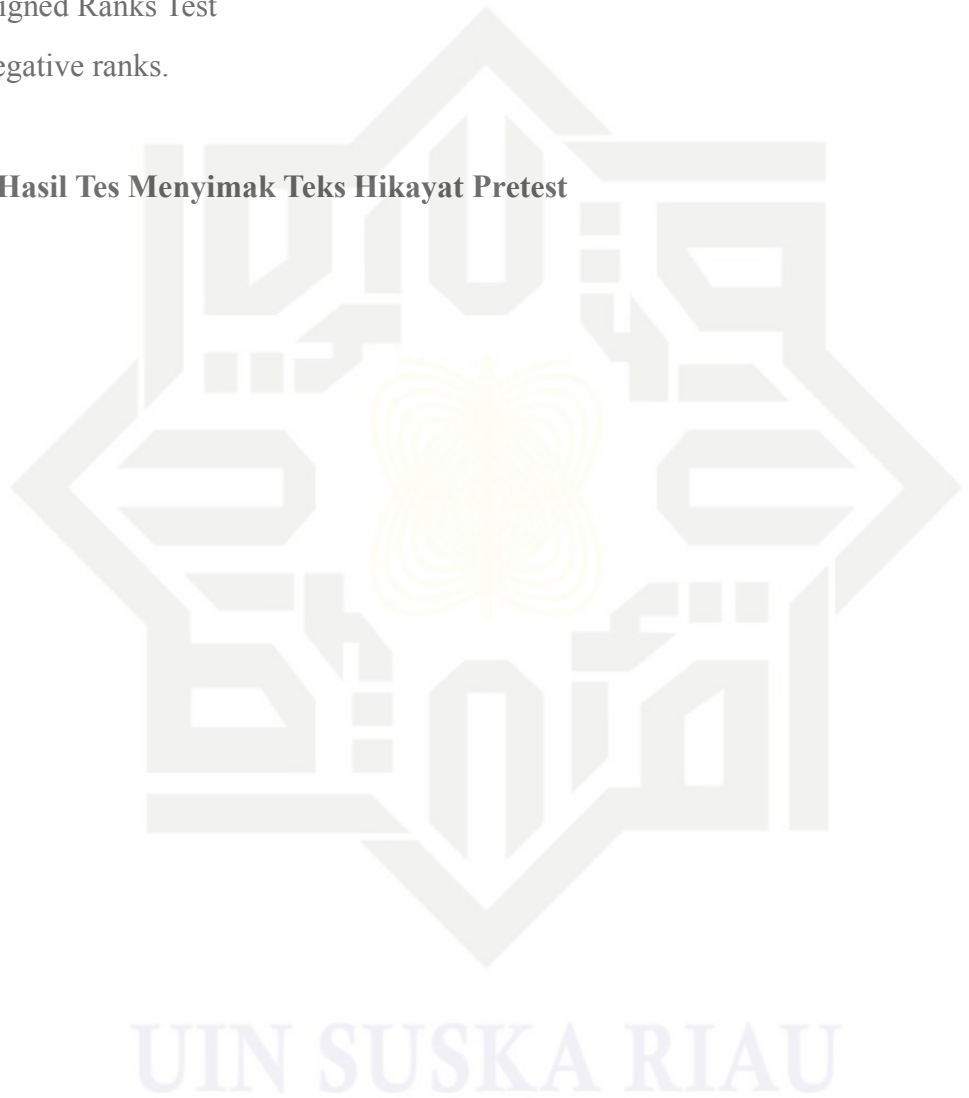 igned Ranks Test
egative ranks.
Hasil Tes Menyimak Teks Hikayat Pretest
UIN SUSKA RIAU